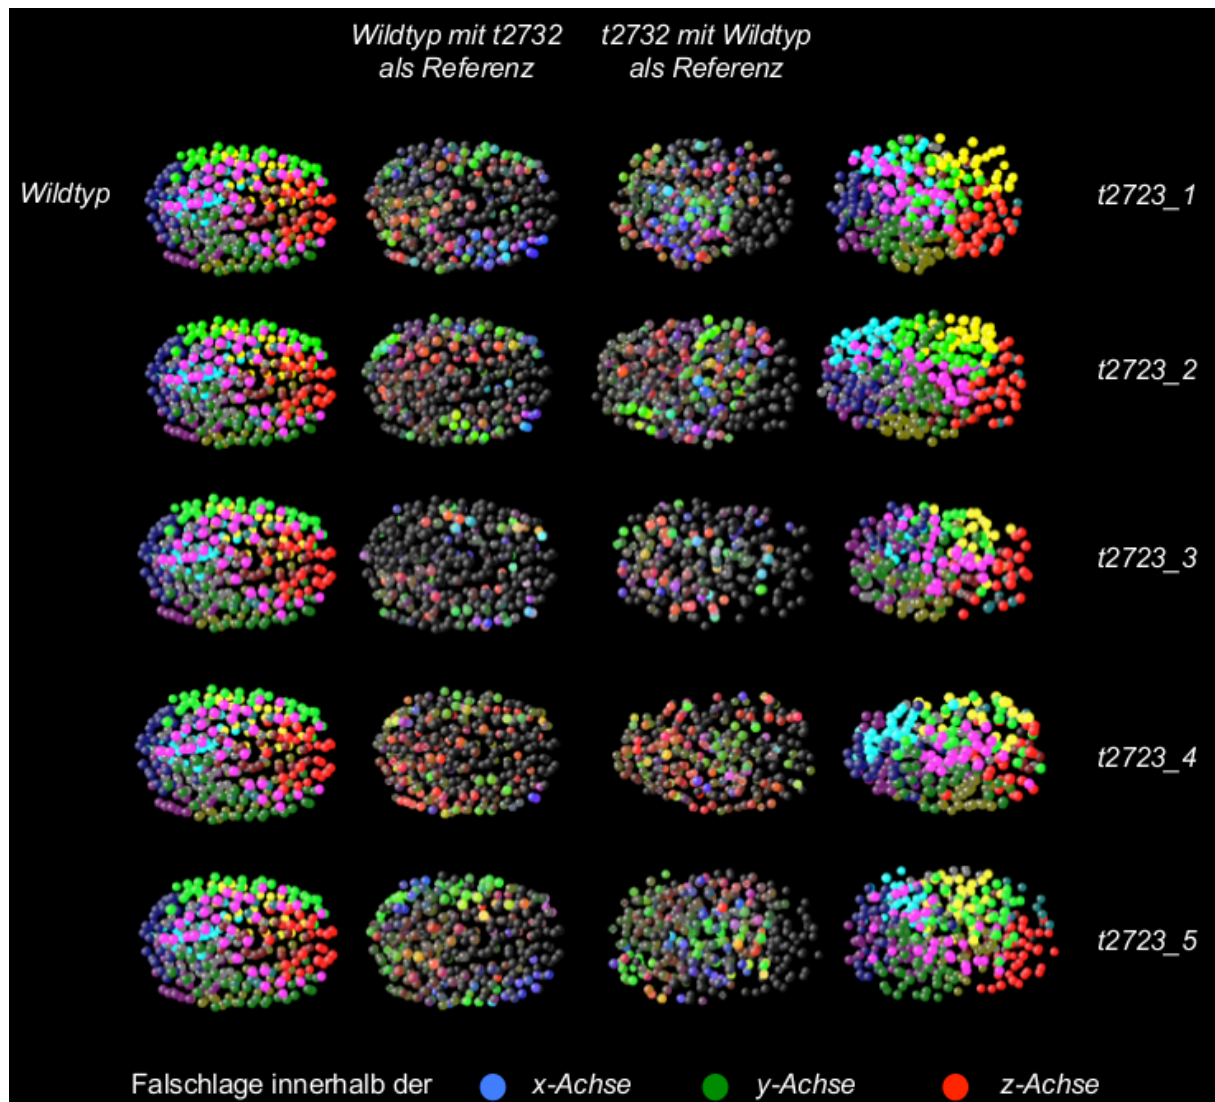 Wildtyp mit t2732
als Referenz
t2732 mit Wildtyp
als Referenz
Wildtyp
t2723_1
t2723_2
t2723_3
t2723_4
t2723_5
Falschlage innerhalb der x-Achse y-Achse z-Achse